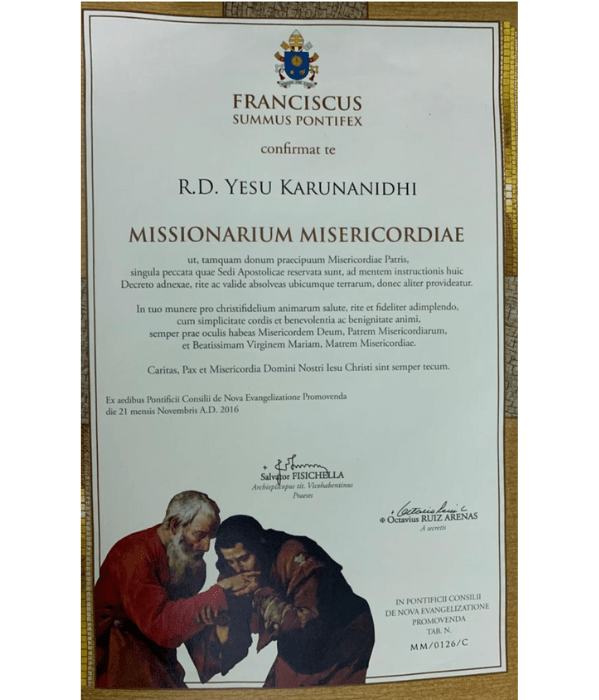 FRANCISCUS
SUMMUS PONTIFEX
confirmat te
R.D. YESU KARUNANIDHI
MISSIONARIUM MISERICORDIAE
ut, tamquam donum praecipuum Misericordiae Patris,
singula peccata quae Sedi Apostolicae reservata sunt, ad mentem instructionis huic
Decreto adnexae, rite ac valide absolveas ubicumque terrarum, donec aliter provideatur.
In tuo munere pro christifidelium animarum salute, rite et fideliter adimplendo,
cum simplicitate cordis et benevolentia ac benignitate animi,
semper prae oculis habeas Misericordem Deum, Patrem Misericordiarum,
et Beatissimam Virginem Mariam, Matrem Misericordiae.
Caritas, Pax et Misericordia Domini Nostri Iesu Christi sint semper tecum.
Ex aedibus Pontificii Consilii de Nova Evangelizatione Promovenda
die 21 mensis Novembris A.D. 2016
Salvator FISICHELLA
Archiepiscopus tit. Vicohabentinus
Praeses
Octavius RUIZ ARENAS
A secretis
IN PONTIFICII CONSILII
DE NOVA EVANGELIZATIONE
PROMOVENDA
TAB. N.
MM/0126/C